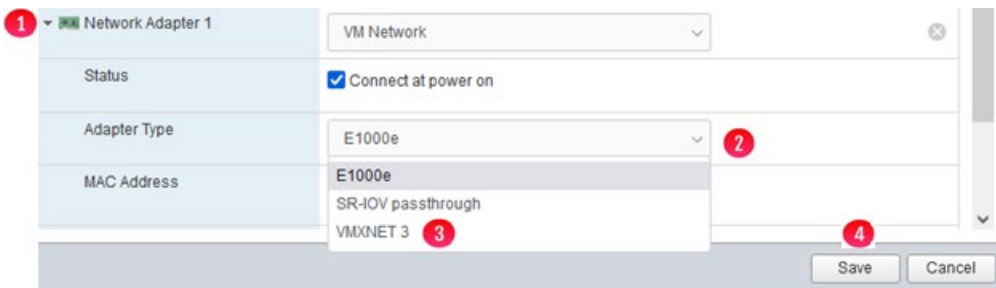 1 Network Adapter 1 VM Network
Status Connect at power on
Adapter Type E1000e 2
MAC Address E1000e
SR-IOV passthrough
VMXNET 3 3
4
Save Cancel